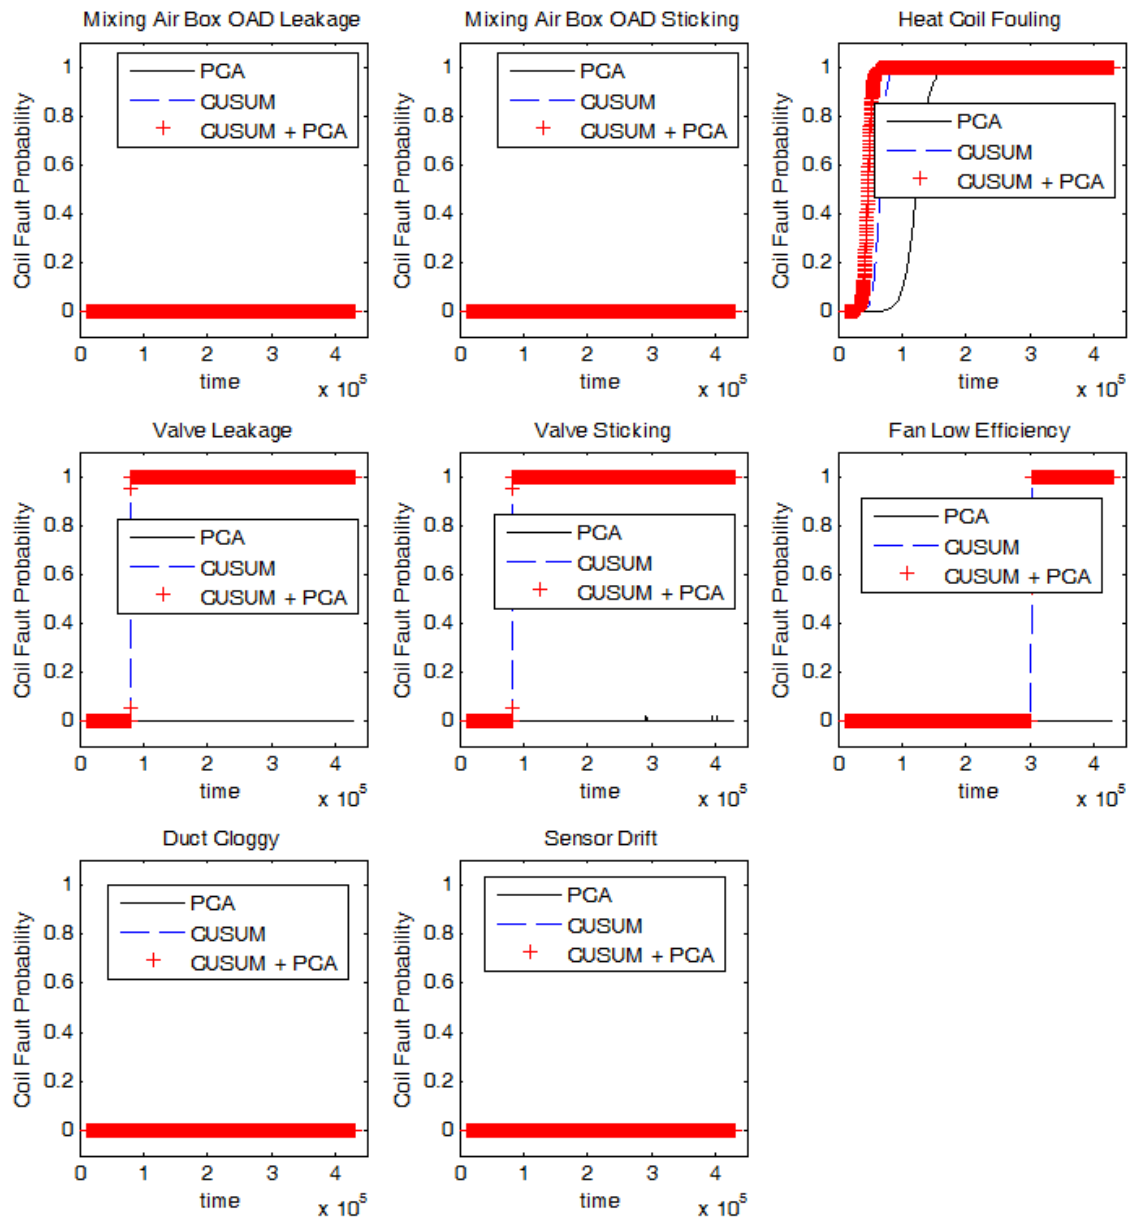 Mixing Air Box OAD Leakage
Coil Fault Probability
1
0.8
0.6
0.4
0.2
0
PCA
CUSUM
CUSUM + PCA
0 1 2 3 4
time
x 10^5
Mixing Air Box OAD Sticking
Coil Fault Probability
1
0.8
0.6
0.4
0.2
0
PCA
CUSUM
CUSUM + PCA
0 1 2 3 4
time
x 10^5
Heat Coil Fouling
Coil Fault Probability
1
0.8
0.6
0.4
0.2
0
PCA
CUSUM
CUSUM + PCA
0 1 2 3 4
time
x 10^5
Valve Leakage
Coil Fault Probability
1
0.8
0.6
0.4
0.2
0
PCA
CUSUM
CUSUM + PCA
0 1 2 3 4
time
x 10^5
Valve Sticking
Coil Fault Probability
1
0.8
0.6
0.4
0.2
0
PCA
CUSUM
CUSUM + PCA
0 1 2 3 4
time
x 10^5
Fan Low Efficiency
Coil Fault Probability
1
0.8
0.6
0.4
0.2
0
PCA
CUSUM
CUSUM + PCA
0 1 2 3 4
time
x 10^5
Duct Cloggy
Coil Fault Probability
1
0.8
0.6
0.4
0.2
0
PCA
CUSUM
CUSUM + PCA
0 1 2 3 4
time
x 10^5
Sensor Drift
Coil Fault Probability
1
0.8
0.6
0.4
0.2
0
PCA
CUSUM
CUSUM + PCA
0 1 2 3 4
time
x 10^5